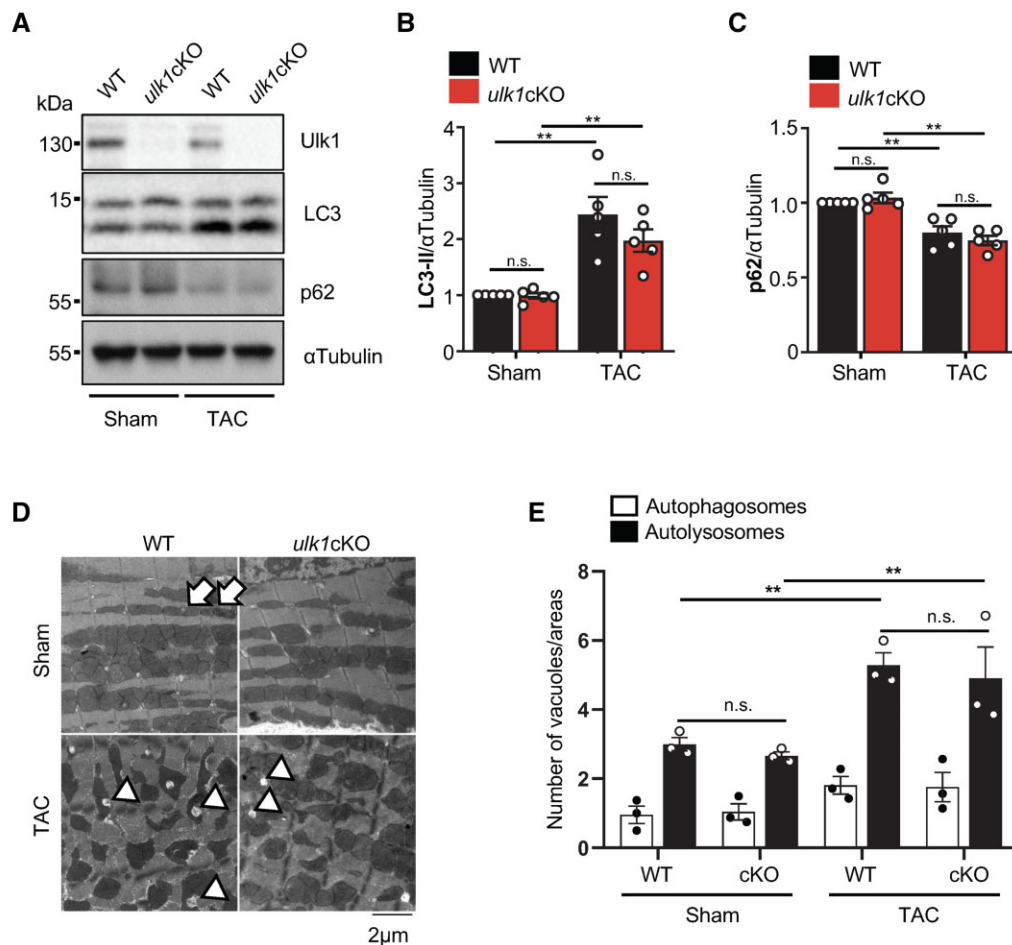 A
WT
ulk1cKO
WT
ulk1cKO
kDa
130
Ulk1
15
LC3
p62
55
55
αTubulin
Sham
TAC
B
WT
ulk1cKO
LC3-II/αTubulin
4
3
2
1
0
**
**
n.s.
n.s.
Sham
TAC
C
WT
ulk1cKO
p62/αTubulin
1.5
1.0
0.5
0
**
**
n.s.
n.s.
Sham
TAC
D
WT
ulk1cKO
Sham
TAC
2μm
E
Autophagosomes
Autolysosomes
Number of vacuoles/areas
8
6
4
2
0
**
**
n.s.
n.s.
WT
cKO
WT
cKO
Sham
TAC